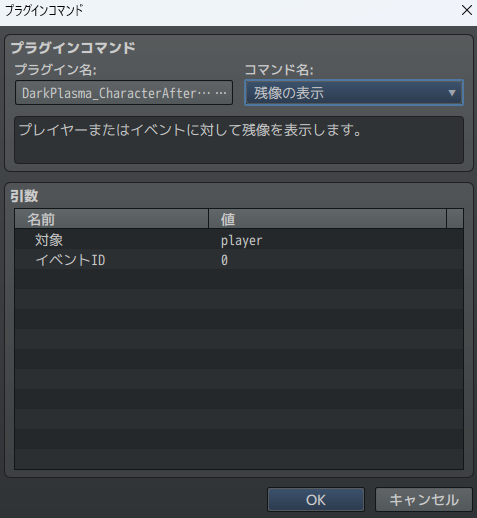 プラグインコマンド
プラグインコマンド
プラグイン名:
コマンド名:
DarkPlasma_CharacterAfter… …
残像の表示
プレイヤーまたはイベントに対して残像を表示します。
引数
名前 値
対象 player
イベントID 0
OK キャンセル